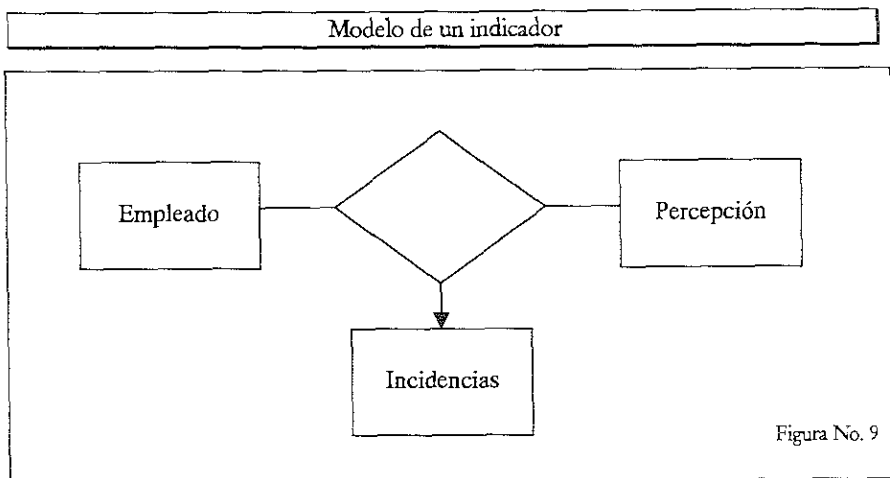 Modelo de un indicador
Empleado
Percepción
Incidencias
Figura No. 9